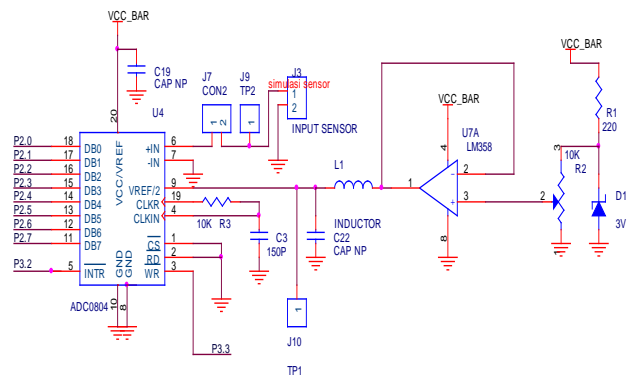 VCC_BAR
C19
CAP NP
J7
CON2
J9
TP2
J3
simulasi sensor
1
2
INPUT SENSOR
VCC_BAR
R1
220
VCC_BAR
U7A
LM358
4
8
1
2
3
U4
20
P2.0 18 DB0
P2.1 17 DB1
P2.2 16 DB2
P2.3 15 DB3
P2.4 14 DB4
P2.5 13 DB5
P2.6 12 DB6
P2.7 11 DB7
P3.2 5 INTR
VCC/VREF
+IN 6
-IN 7
VREF/2 9
CLKR 19
CLKIN 4
CS 1
RD 2
WR 3
GND
GND
10
8
ADC0804
1 2
1
10K R3
C3
150P
L1
INDUCTOR
C22
CAP NP
3
10K
R2
2
1
D1
3V
1
J10
TP1
P3.3